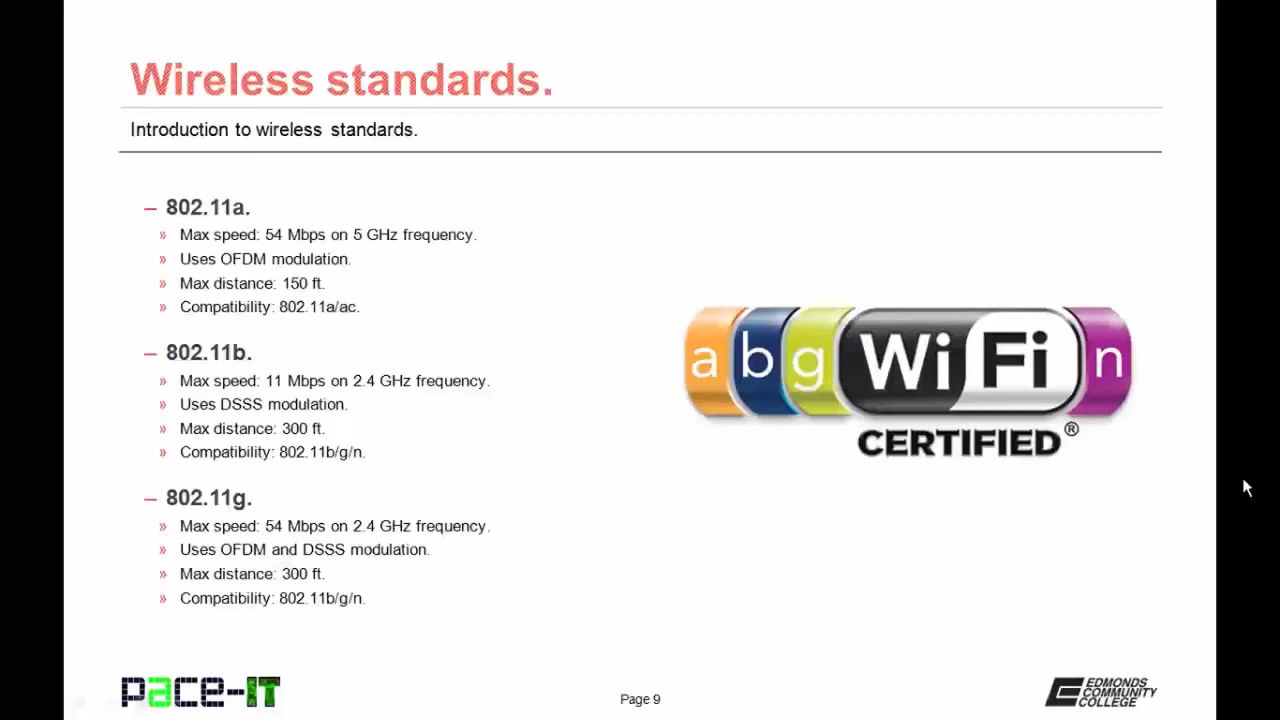 Wireless standards.
Introduction to wireless standards.
– 802.11a.
» Max speed: 54 Mbps on 5 GHz frequency.
» Uses OFDM modulation.
» Max distance: 150 ft.
» Compatibility: 802.11a/ac.
– 802.11b.
» Max speed: 11 Mbps on 2.4 GHz frequency.
» Uses DSSS modulation.
» Max distance: 300 ft.
» Compatibility: 802.11b/g/n.
– 802.11g.
» Max speed: 54 Mbps on 2.4 GHz frequency.
» Uses OFDM and DSSS modulation.
» Max distance: 300 ft.
» Compatibility: 802.11b/g/n.
a b g Wi Fi n
CERTIFIED®
pace-IT
Page 9
EDMONDS
COMMUNITY
COLLEGE